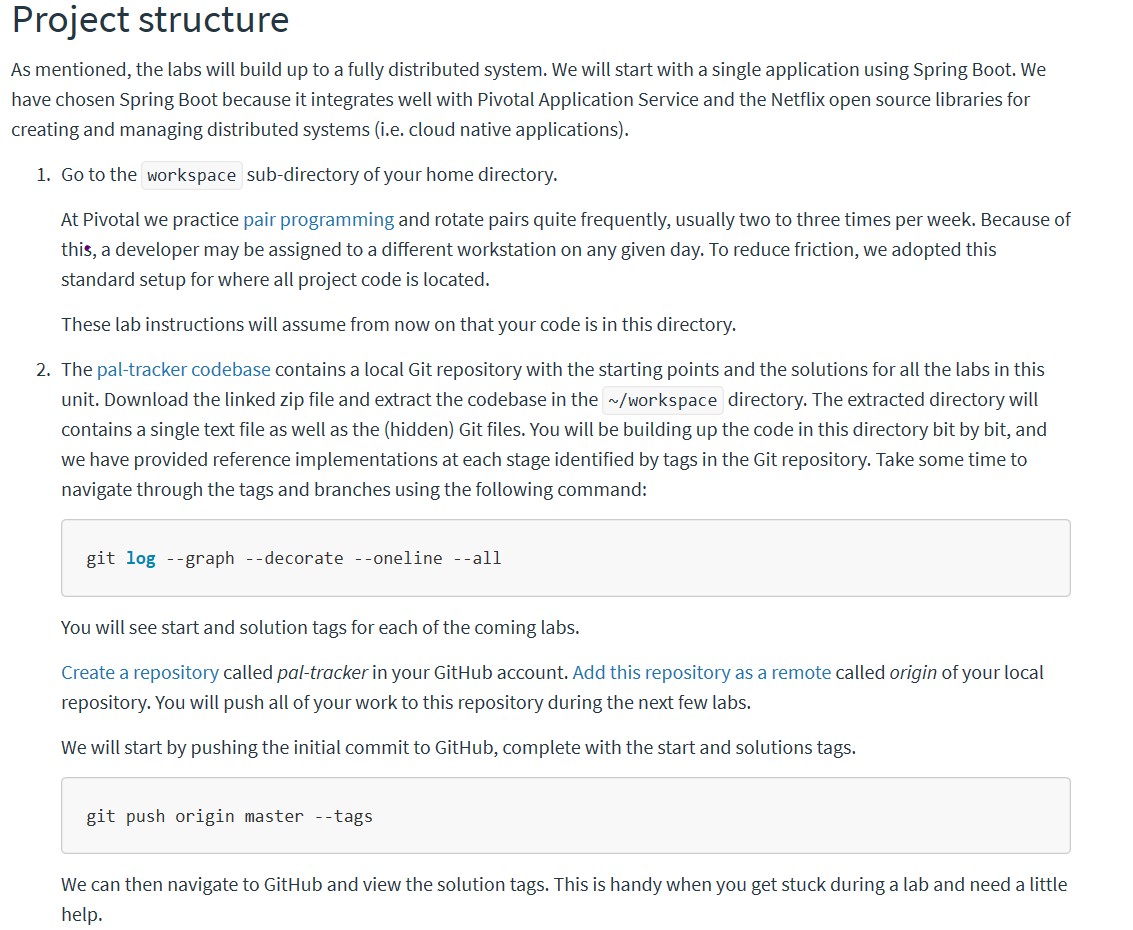 Project structure
As mentioned, the labs will build up to a fully distributed system. We will start with a single application using Spring Boot. We
have chosen Spring Boot because it integrates well with Pivotal Application Service and the Netflix open source libraries for
creating and managing distributed systems (i.e. cloud native applications).
1. Go to the workspace sub-directory of your home directory.
At Pivotal we practice pair programming and rotate pairs quite frequently, usually two to three times per week. Because of
this, a developer may be assigned to a different workstation on any given day. To reduce friction, we adopted this
standard setup for where all project code is located.
These lab instructions will assume from now on that your code is in this directory.
2. The pal-tracker codebase contains a local Git repository with the starting points and the solutions for all the labs in this
unit. Download the linked zip file and extract the codebase in the ~/workspace directory. The extracted directory will
contains a single text file as well as the (hidden) Git files. You will be building up the code in this directory bit by bit, and
we have provided reference implementations at each stage identified by tags in the Git repository. Take some time to
navigate through the tags and branches using the following command:
git log --graph --decorate --oneline --all
You will see start and solution tags for each of the coming labs.
Create a repository called pal-tracker in your GitHub account. Add this repository as a remote called origin of your local
repository. You will push all of your work to this repository during the next few labs.
We will start by pushing the initial commit to GitHub, complete with the start and solutions tags.
git push origin master --tags
We can then navigate to GitHub and view the solution tags. This is handy when you get stuck during a lab and need a little
help.